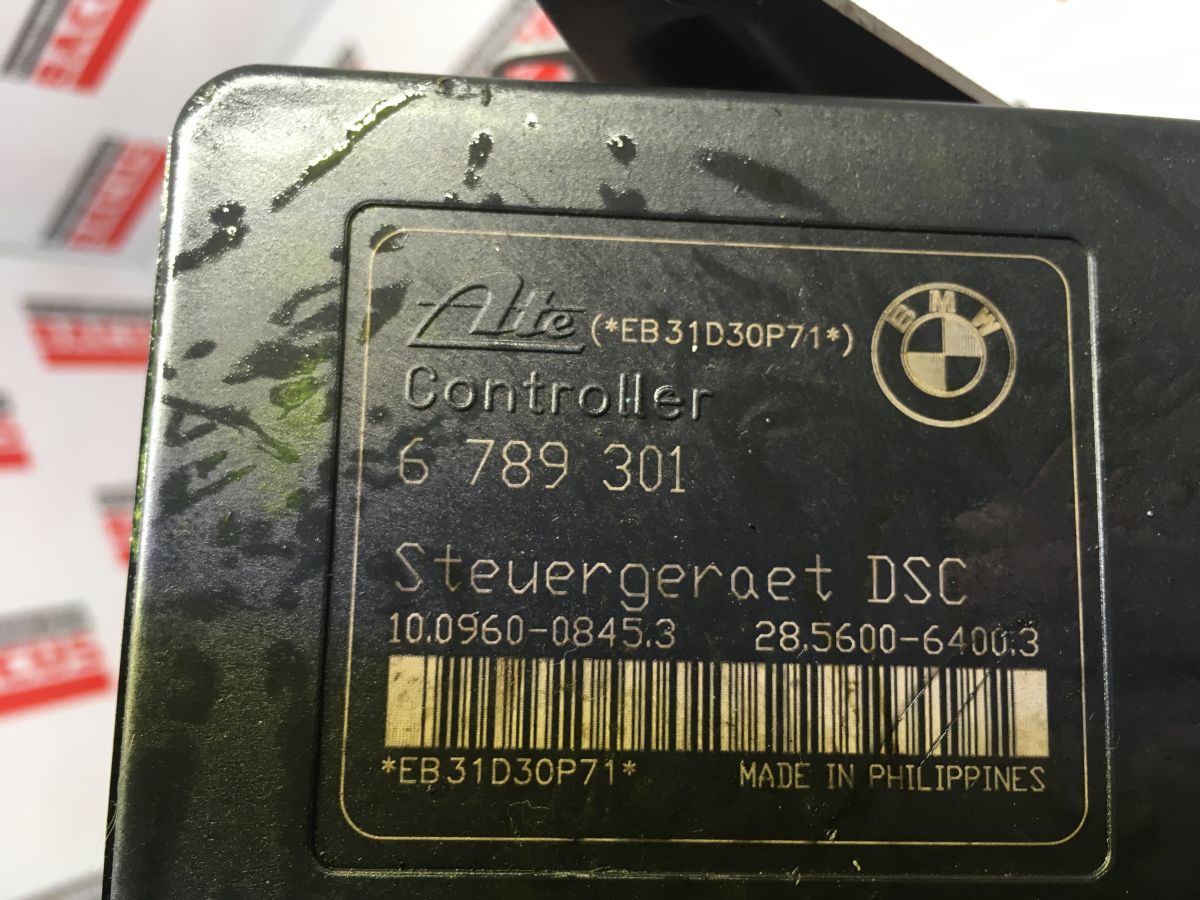 Ate (*EB31D30P71*)
BMW
Controller
6 789 301
Steuergeraet DSC
10.0960-0845.3 28.5600-6400.3
*EB31D30P71* MADE IN PHILIPPINES